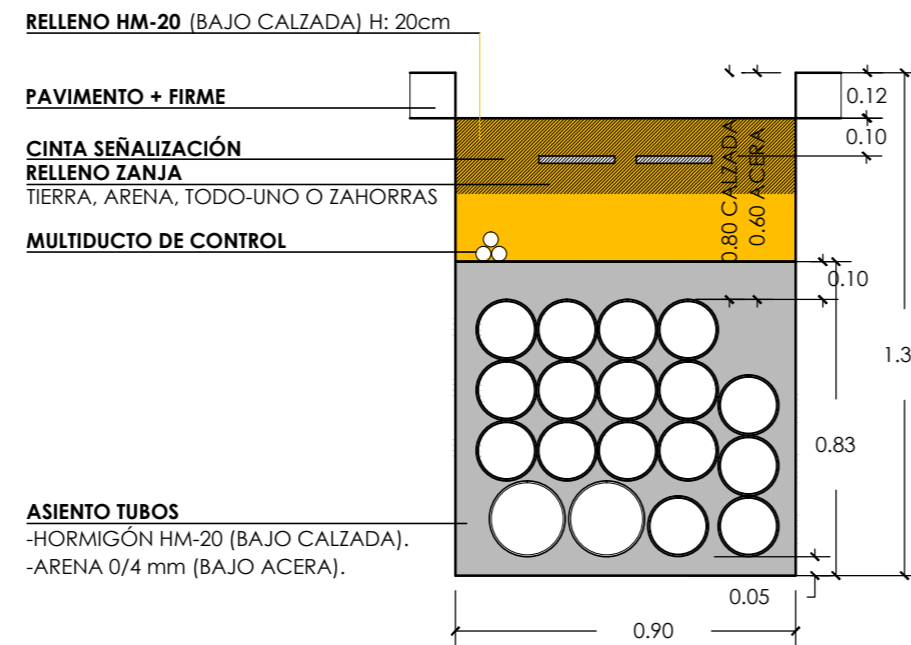 RELLENO HM-20 (BAJO CALZADA) H: 20cm
PAVIMENTO + FIRME
CINTA SEÑALIZACIÓN
RELLENO ZANJA
TIERRA, ARENA, TODO-UNO O ZAHORRAS
MULTIDUCTO DE CONTROL
ASIENTO TUBOS
-HORMIGÓN HM-20 (BAJO CALZADA).
-ARENA 0/4 mm (BAJO ACERA).
0.80 CALZADA
0.60 ACERA
0.12
0.10
0.10
1.3
0.83
0.05
0.90